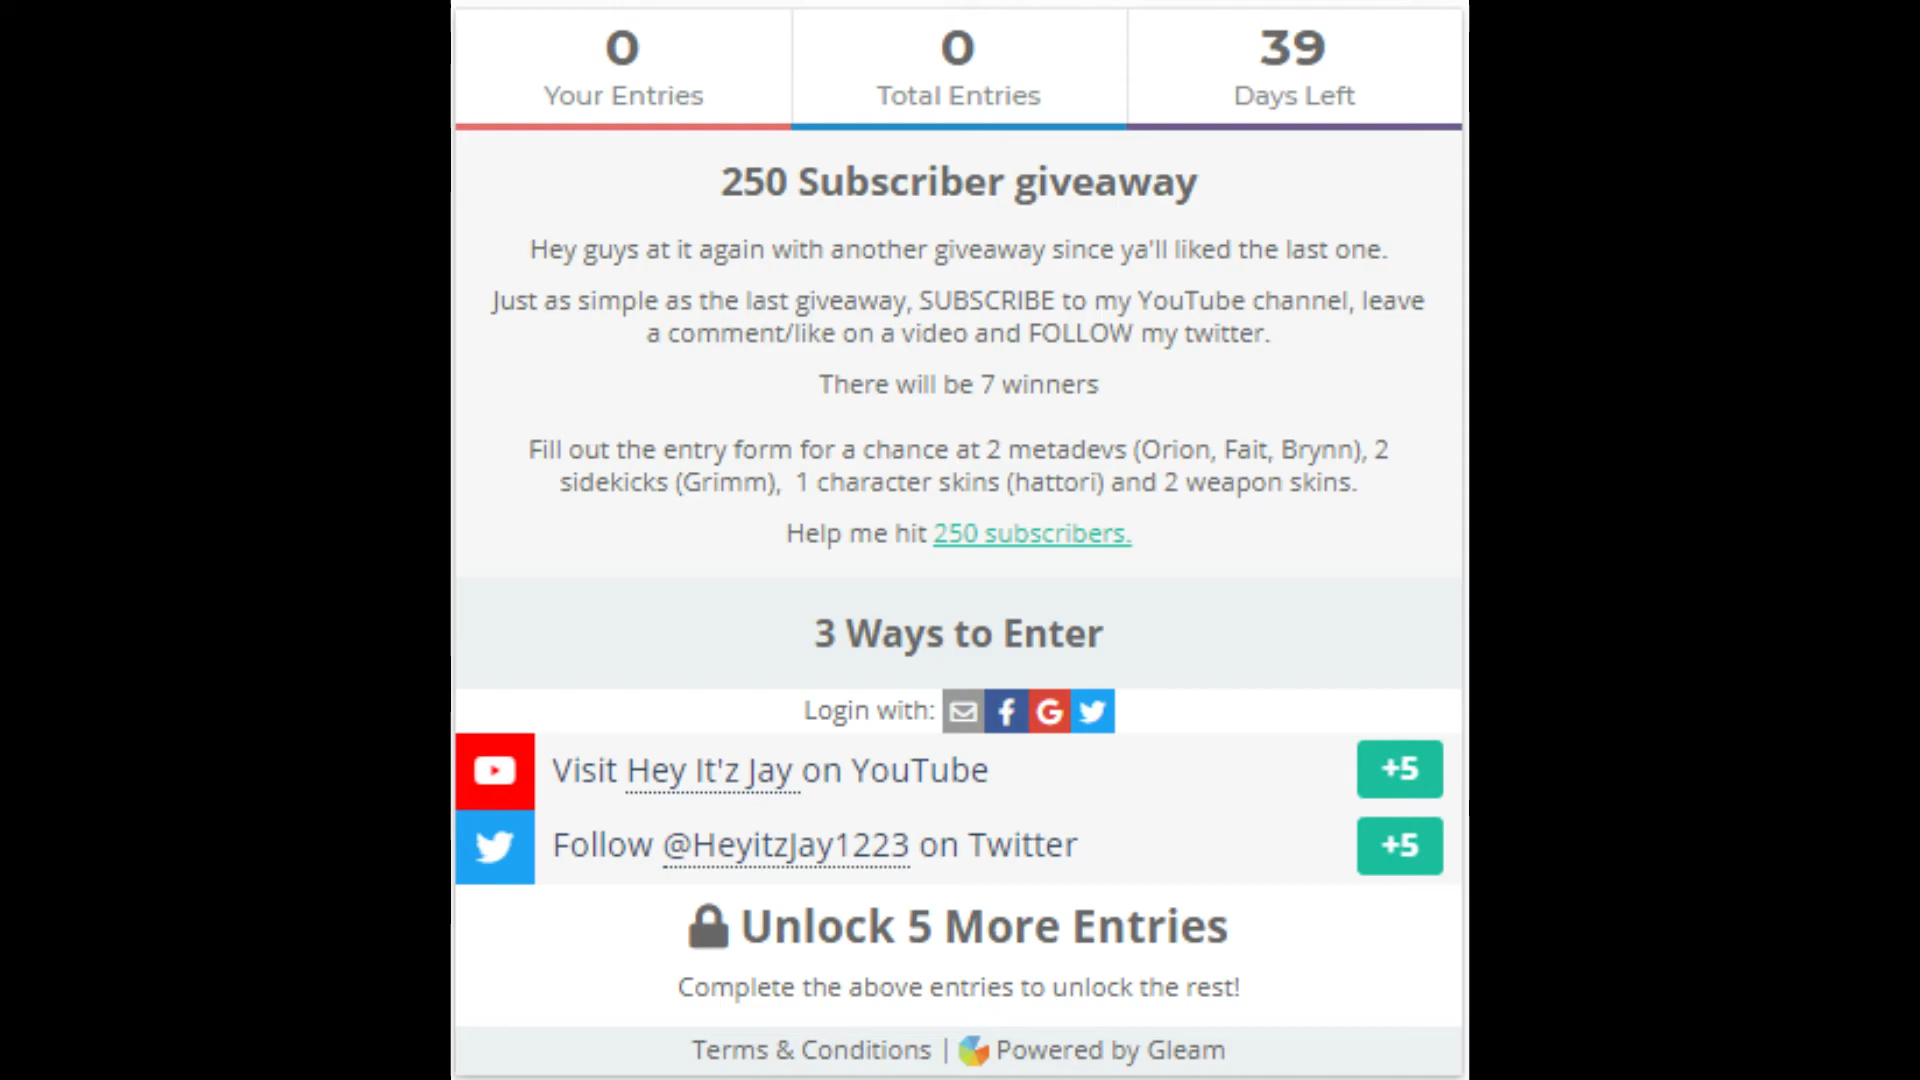 0
Your Entries
0
Total Entries
39
Days Left
250 Subscriber giveaway
Hey guys at it again with another giveaway since ya'll liked the last one.
Just as simple as the last giveaway, SUBSCRIBE to my YouTube channel, leave
a comment/like on a video and FOLLOW my twitter.
There will be 7 winners
Fill out the entry form for a chance at 2 metadevs (Orion, Fait, Brynn), 2
sidekicks (Grimm),  1 character skins (hattori) and 2 weapon skins.
Help me hit 250 subscribers.
3 Ways to Enter
Login with:
Visit Hey It'z Jay on YouTube
+5
Follow @HeyitzJay1223 on Twitter
+5
Unlock 5 More Entries
Complete the above entries to unlock the rest!
Terms & Conditions | Powered by Gleam